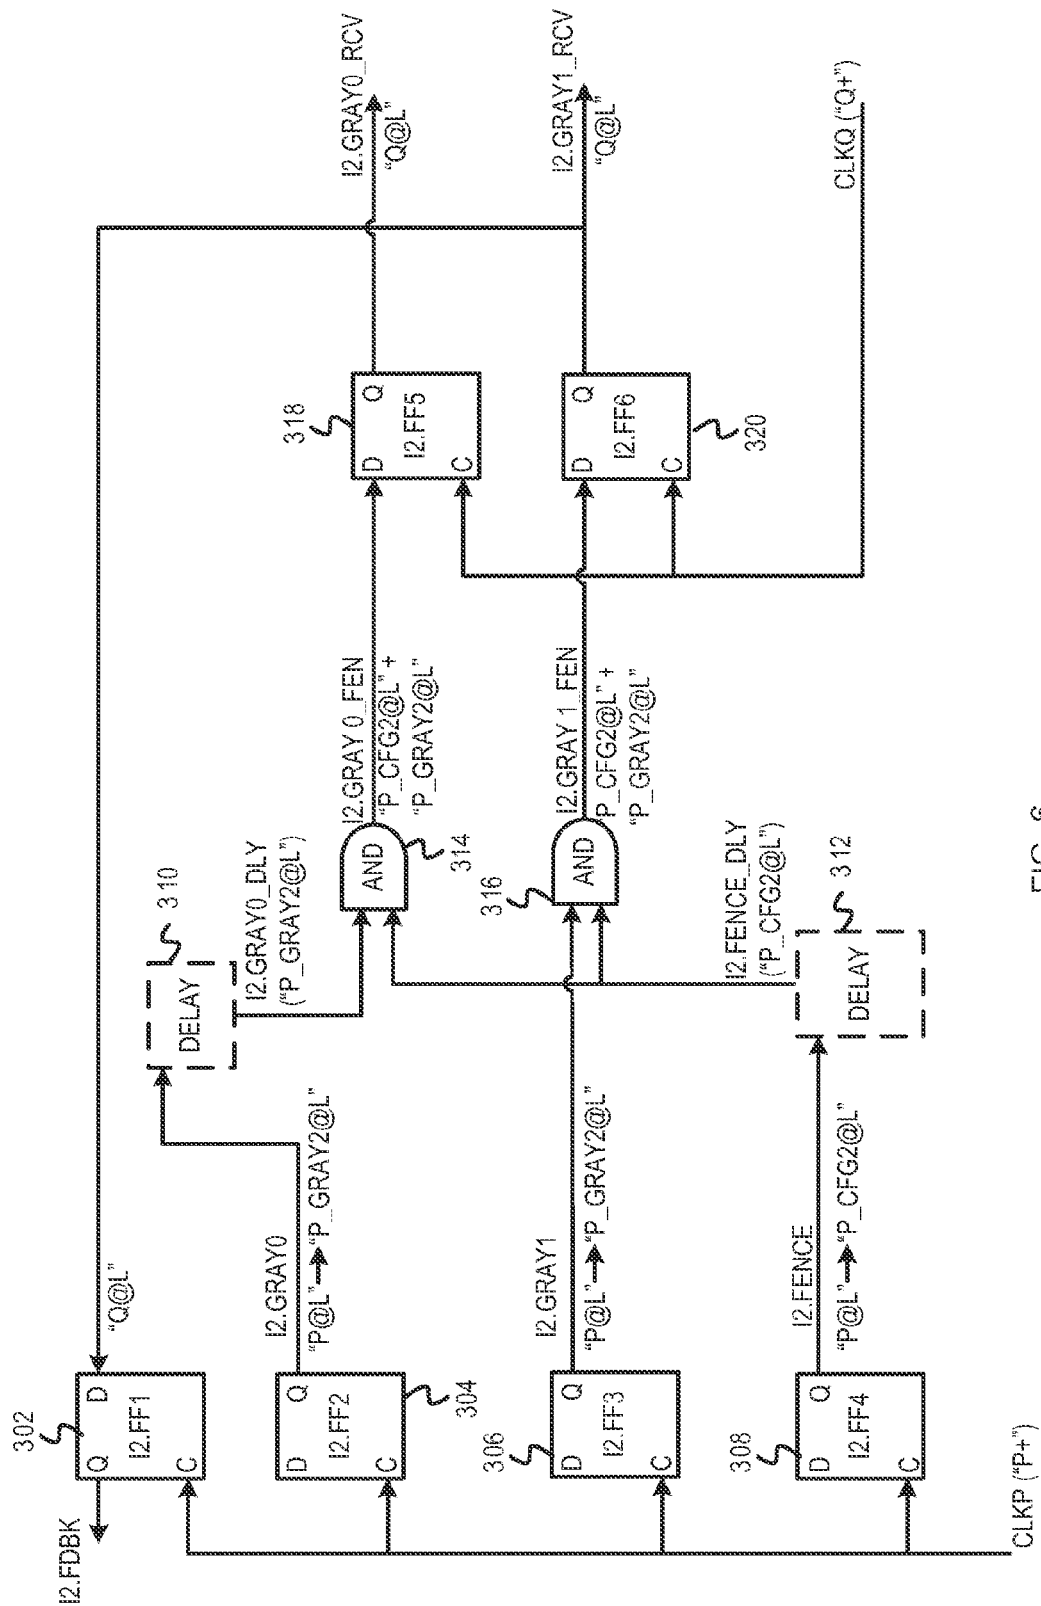 302
I2.FDBK
Q
D
I2.FF1
C
"Q@L"
D
Q
I2.FF2
C
304
I2.GRAY0
"P@L" "P_GRAY2@L"
310
DELAY
I2.GRAY0_DLY
("P_GRAY2@L")
306
D
Q
I2.FF3
C
I2.GRAY1
"P@L" "P_GRAY2@L"
308
D
Q
I2.FF4
C
I2.FENCE
"P@L" "P_CFG2@L"
CLKP ("P+")
DELAY
312
I2.FENCE_DLY
("P_CFG2@L")
AND
314
I2.GRAY 0_FEN
"P_CFG2@L" +
"P_GRAY2@L"
316
AND
I2.GRAY 1_FEN
P_CFG2@L" +
"P_GRAY2@L"
318
D
Q
I2.FF5
C
D
Q
I2.FF6
C
320
I2.GRAY0_RCV
"Q@L"
I2.GRAY1_RCV
"Q@L"
CLKQ ("Q+")